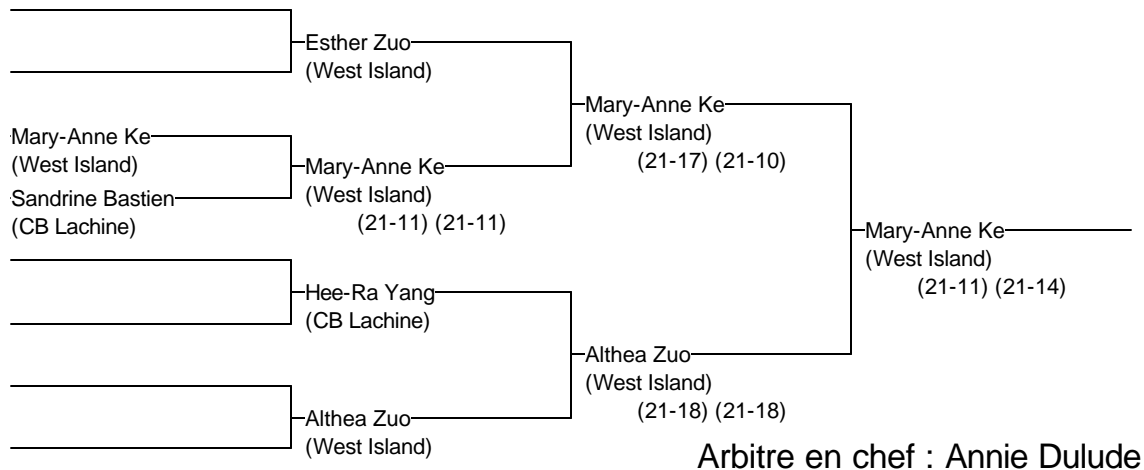 Esther Zuo
(West Island)
Mary-Anne Ke
(West Island)
(21-17) (21-10)
Mary-Anne Ke
(West Island)
Sandrine Bastien
(CB Lachine)
Mary-Anne Ke
(West Island)
(21-11) (21-11)
Mary-Anne Ke
(West Island)
(21-11) (21-14)
Hee-Ra Yang
(CB Lachine)
Althea Zuo
(West Island)
(21-18) (21-18)
Althea Zuo
(West Island)
Arbitre en chef : Annie Dulude